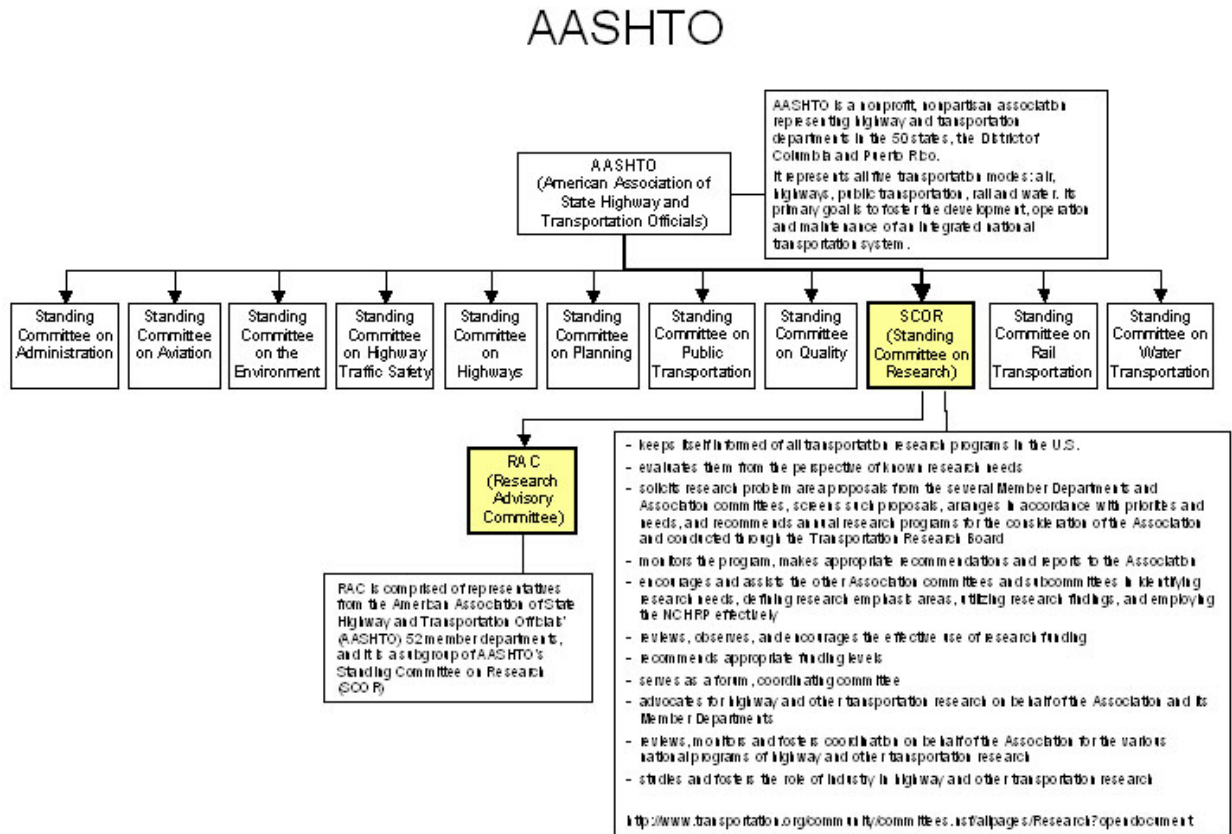 AASHTO
AASHTO is a nonprofit, nonpartisan association
representing highway and transportation
departments in the 50 states, the District of
Columbia and Puerto Rico.
It represents all five transportation modes: air,
highways, public transportation, rail and water. Its
primary goal is to foster the development, operation
and maintenance of an integrated national
transportation system.
AASHTO
(American Association of
State Highway and
Transportation Officials)
Standing
Committee on
Administration
Standing
Committee
on Aviation
Standing
Committee
on the
Environment
Standing
Committee
on Highway
Traffic Safety
Standing
Committee
on
Highways
Standing
Committee
on Planning
Standing
Committee on
Public
Transportation
Standing
Committee
on Quality
SCOR
(Standing
Committee on
Research)
Standing
Committee on
Rail
Transportation
Standing
Committee on
Water
Transportation
RAC
(Research
Advisory
Committee)
RAC is comprised of representatives
from the American Association of State
Highway and Transportation Officials'
(AASHTO) 52 member departments,
and it is a subgroup of AASHTO's
Standing Committee on Research
(SCOR)
- keeps itself informed of all transportation research programs in the U.S.
- evaluates them from the perspective of known research needs
- solicits research problem area proposals from the several Member Departments and
Association committees, screens such proposals, arranges in accordance with priorities and
needs, and recommends annual research programs for the consideration of the Association
and conducted through the Transportation Research Board
- monitors the program, makes appropriate recommendations and reports to the Association
- encourages and assists the other Association committees and subcommittees in identifying
research needs, defining research emphasis areas, utilizing research findings, and employing
the NCHRP effectively
- reviews, observes, and encourages the effective use of research funding
- recommends appropriate funding levels
- serves as a forum, coordinating committee
- advocates for highway and other transportation research on behalf of the Association and its
Member Departments
- reviews, monitors and fosters coordination on behalf of the Association for the various
national programs of highway and other transportation research
- studies and fosters the role of industry in highway and other transportation research
http://www.transportation.org/community/committees.nsf/allpages/Research?opendocument